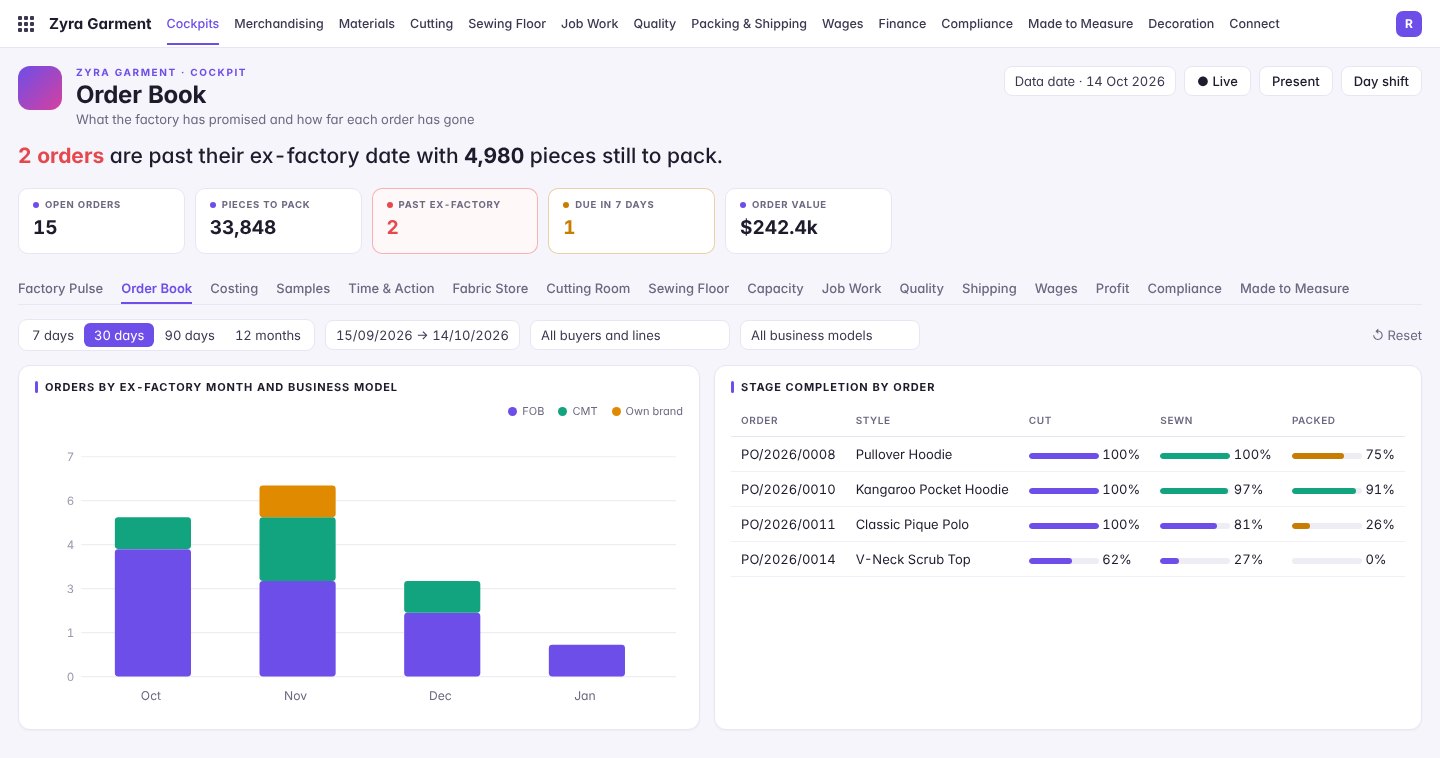 Zyra Garment Cockpits Merchandising Materials Cutting Sewing Floor Job Work Quality Packing & Shipping Wages Finance Compliance Made to Measure Decoration Connect R
ZYRA GARMENT · COCKPIT
Order Book
What the factory has promised and how far each order has gone
Data date · 14 Oct 2026 Live Present Day shift
2 orders are past their ex-factory date with 4,980 pieces still to pack.
OPEN ORDERS
15
PIECES TO PACK
33,848
PAST EX-FACTORY
2
DUE IN 7 DAYS
1
ORDER VALUE
$242.4k
Factory Pulse Order Book Costing Samples Time & Action Fabric Store Cutting Room Sewing Floor Capacity Job Work Quality Shipping Wages Profit Compliance Made to Measure
7 days 30 days 90 days 12 months 15/09/2026 → 14/10/2026 All buyers and lines All business models ↺ Reset
ORDERS BY EX-FACTORY MONTH AND BUSINESS MODEL
FOB CMT Own brand
7
6
4
3
1
0
Oct Nov Dec Jan
STAGE COMPLETION BY ORDER
ORDER STYLE CUT SEWN PACKED
PO/2026/0008 Pullover Hoodie 100% 100% 75%
PO/2026/0010 Kangaroo Pocket Hoodie 100% 97% 91%
PO/2026/0011 Classic Pique Polo 100% 81% 26%
PO/2026/0014 V-Neck Scrub Top 62% 27% 0%